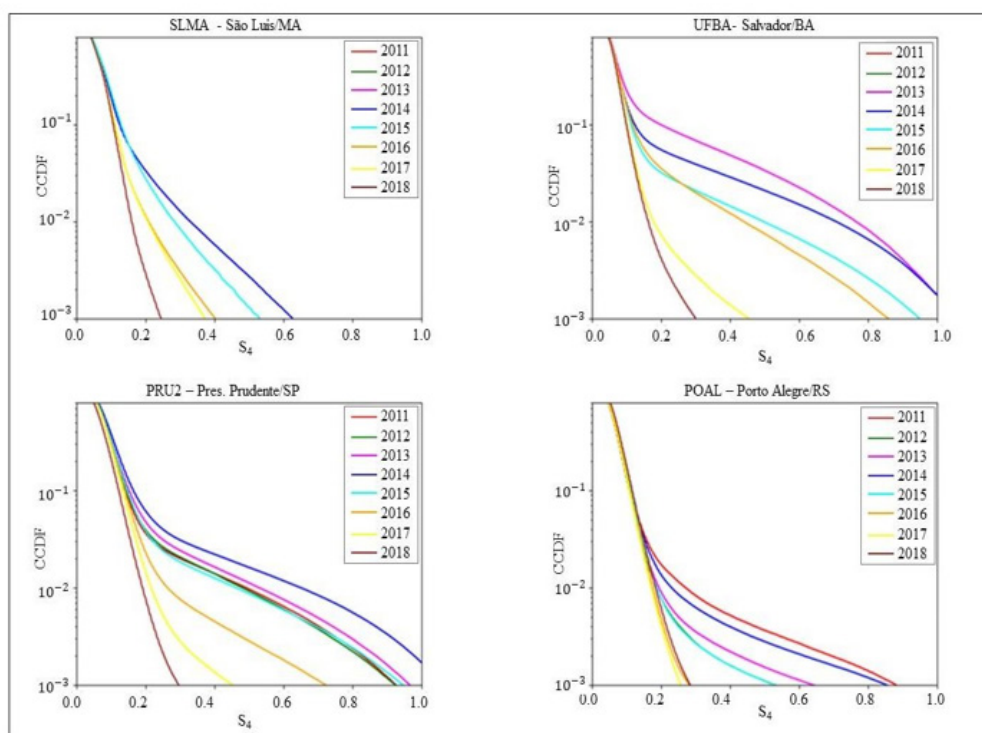 SLMA - São Luis/MA
2011
2012
2013
2014
2015
2016
2017
2018
CCDF
10⁻¹
10⁻²
10⁻³
0.0 0.2 0.4 0.6 0.8 1.0
S₄
UFBA- Salvador/BA
2011
2012
2013
2014
2015
2016
2017
2018
CCDF
10⁻¹
10⁻²
10⁻³
0.0 0.2 0.4 0.6 0.8 1.0
S₄
PRU2 – Pres. Prudente/SP
2011
2012
2013
2014
2015
2016
2017
2018
CCDF
10⁻¹
10⁻²
10⁻³
0.0 0.2 0.4 0.6 0.8 1.0
S₄
POAL – Porto Alegre/RS
2011
2012
2013
2014
2015
2016
2017
2018
CCDF
10⁻¹
10⁻²
10⁻³
0.0 0.2 0.4 0.6 0.8 1.0
S₄